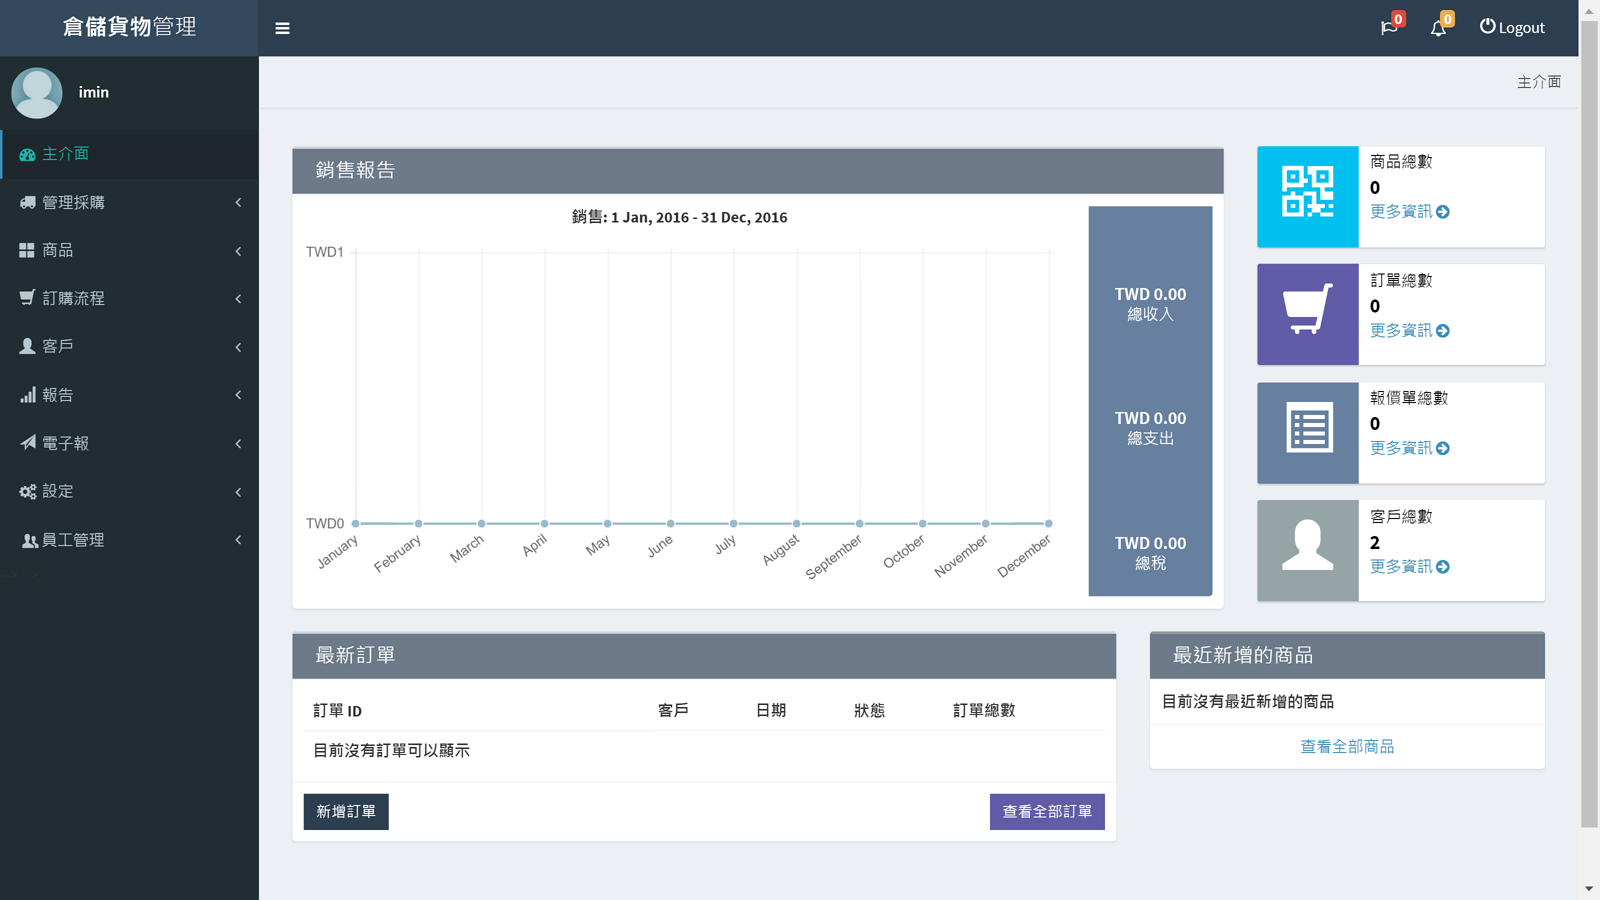 倉儲貨物管理
0
0
Logout
imin
主介面
主介面
管理採購
商品
訂購流程
客戶
報告
電子報
設定
員工管理
銷售報告
銷售: 1 Jan, 2016 - 31 Dec, 2016
TWD1
TWD0
January
February
March
April
May
June
July
August
September
October
November
December
TWD 0.00
總收入
TWD 0.00
總支出
TWD 0.00
總稅
商品總數
0
更多資訊
訂單總數
0
更多資訊
報價單總數
0
更多資訊
客戶總數
2
更多資訊
最新訂單
訂單 ID 客戶 日期 狀態 訂單總數
目前沒有訂單可以顯示
新增訂單
查看全部訂單
最近新增的商品
目前沒有最近新增的商品
查看全部商品